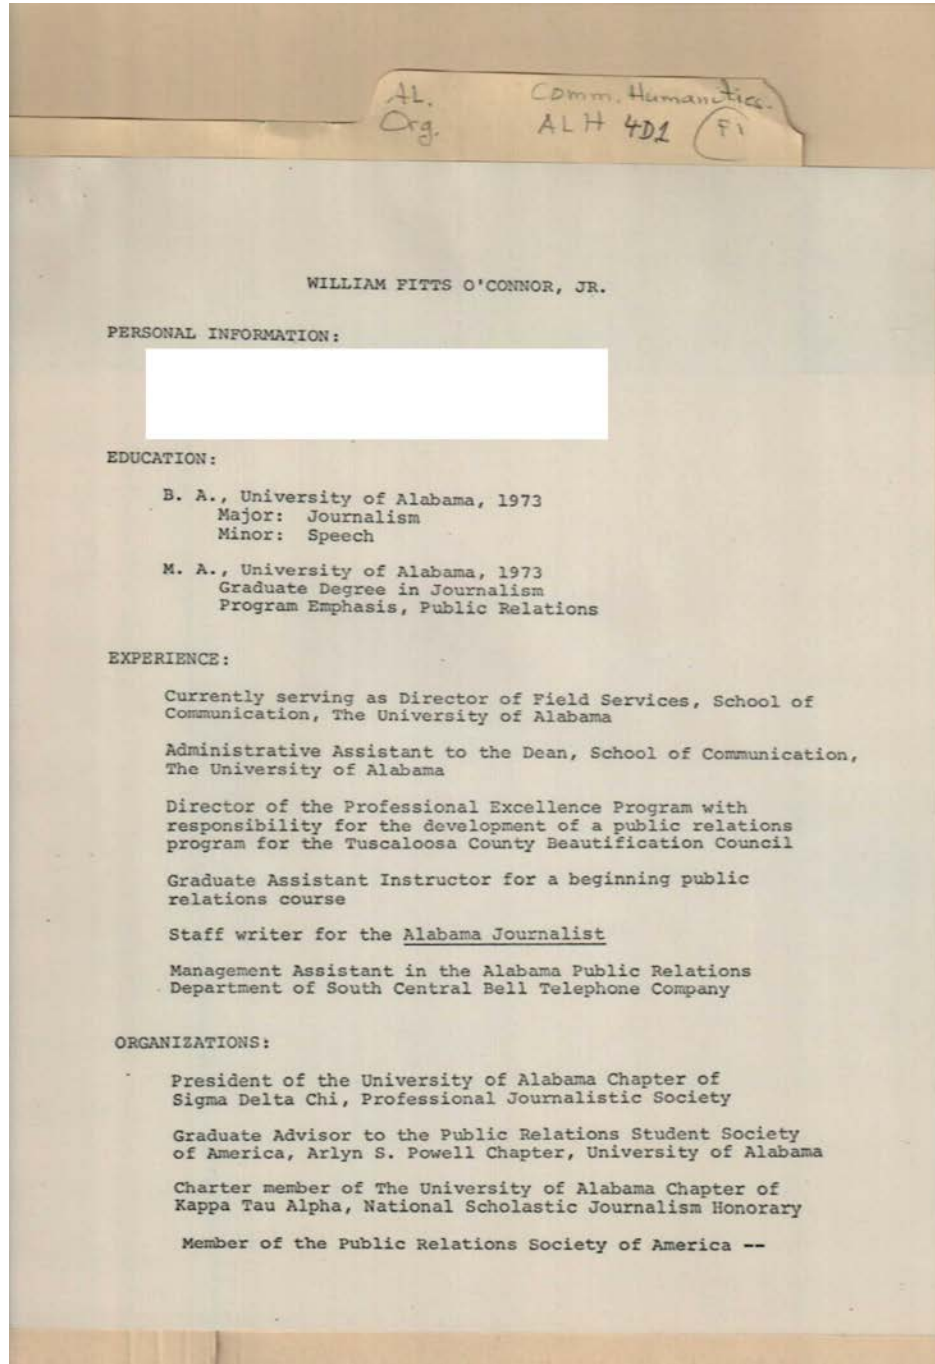 AL. Comm. Humanities.
Org. ALH 4D1 F1
WILLIAM FITTS O'CONNOR, JR.
PERSONAL INFORMATION:
EDUCATION:
B. A., University of Alabama, 1973
Major: Journalism
Minor: Speech
M. A., University of Alabama, 1973
Graduate Degree in Journalism
Program Emphasis, Public Relations
EXPERIENCE:
Currently serving as Director of Field Services, School of
Communication, The University of Alabama
Administrative Assistant to the Dean, School of Communication,
The University of Alabama
Director of the Professional Excellence Program with
responsibility for the development of a public relations
program for the Tuscaloosa County Beautification Council
Graduate Assistant Instructor for a beginning public
relations course
Staff writer for the Alabama Journalist
Management Assistant in the Alabama Public Relations
Department of South Central Bell Telephone Company
ORGANIZATIONS:
President of the University of Alabama Chapter of
Sigma Delta Chi, Professional Journalistic Society
Graduate Advisor to the Public Relations Student Society
of America, Arlyn S. Powell Chapter, University of Alabama
Charter member of The University of Alabama Chapter of
Kappa Tau Alpha, National Scholastic Journalism Honorary
Member of the Public Relations Society of America --